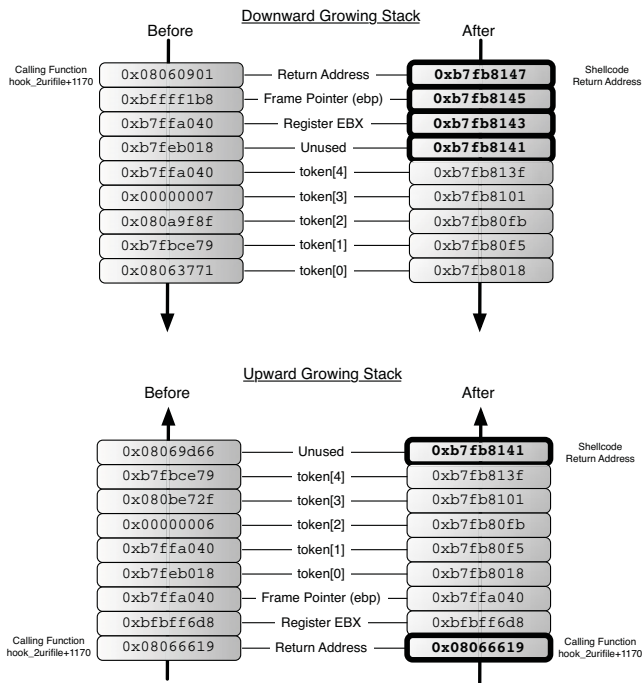 Downward Growing Stack
Before
After
Calling Function
hook_2urifile+1170
0x08060901
Return Address
0xb7fb8147
Shellcode
Return Address
0xbffff1b8
Frame Pointer (ebp)
0xb7fb8145
0xb7ffa040
Register EBX
0xb7fb8143
0xb7feb018
Unused
0xb7fb8141
0xb7ffa040
token[4]
0xb7fb813f
0x00000007
token[3]
0xb7fb8101
0x080a9f8f
token[2]
0xb7fb80fb
0xb7fbce79
token[1]
0xb7fb80f5
0x08063771
token[0]
0xb7fb8018
Upward Growing Stack
Before
After
0x08069d66
Unused
0xb7fb8141
Shellcode
Return Address
0xb7fbce79
token[4]
0xb7fb813f
0x080be72f
token[3]
0xb7fb8101
0x00000006
token[2]
0xb7fb80fb
0xb7ffa040
token[1]
0xb7fb80f5
0xb7feb018
token[0]
0xb7fb8018
0xb7ffa040
Frame Pointer (ebp)
0xb7ffa040
0xbfbff6d8
Register EBX
0xbfbff6d8
Calling Function
hook_2urifile+1170
0x08066619
Return Address
0x08066619
Calling Function
hook_2urifile+1170